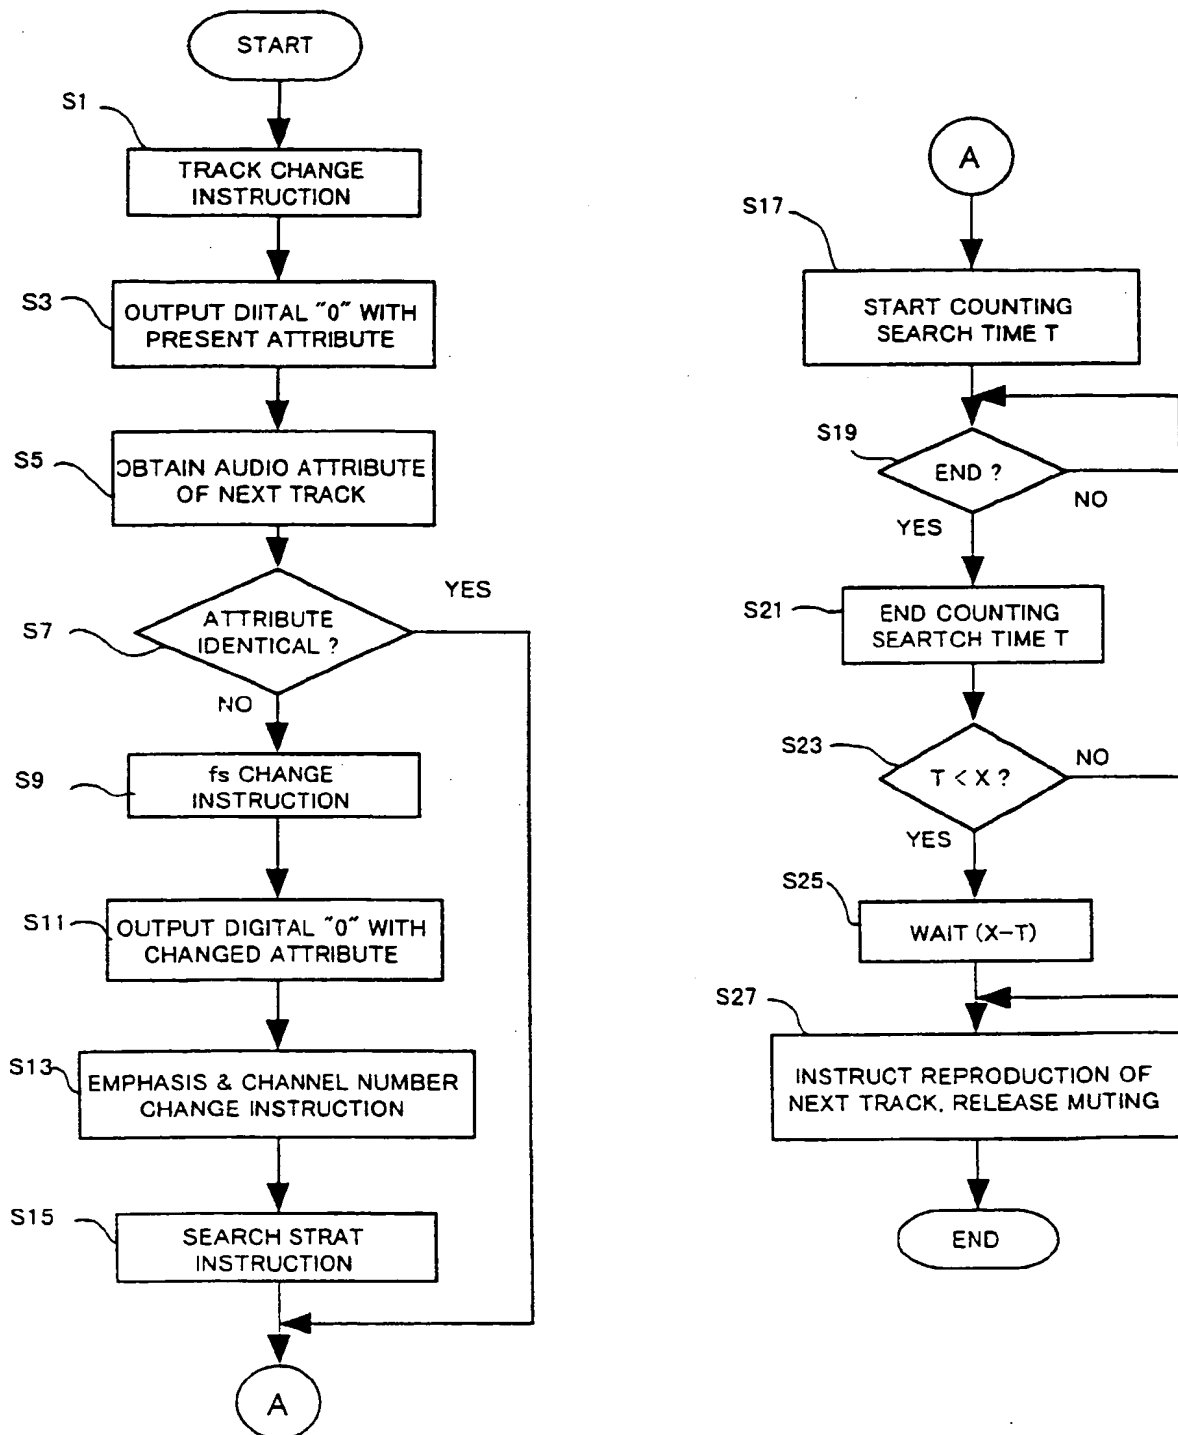 START
S1
TRACK CHANGE
INSTRUCTION
S3
OUTPUT DIITAL "0" WITH
PRESENT ATTRIBUTE
S5
OBTAIN AUDIO ATTRIBUTE
OF NEXT TRACK
YES
S7
ATTRIBUTE
IDENTICAL ?
NO
S9
fs CHANGE
INSTRUCTION
S11
OUTPUT DIGITAL "0" WITH
CHANGED ATTRIBUTE
S13
EMPHASIS & CHANNEL NUMBER
CHANGE INSTRUCTION
S15
SEARCH STRAT
INSTRUCTION
A
A
S17
START COUNTING
SEARCH TIME T
S19
END ?
NO
YES
S21
END COUNTING
SEARTCH TIME T
S23
T < X ?
NO
YES
S25
WAIT (X-T)
S27
INSTRUCT REPRODUCTION OF
NEXT TRACK, RELEASE MUTING
END